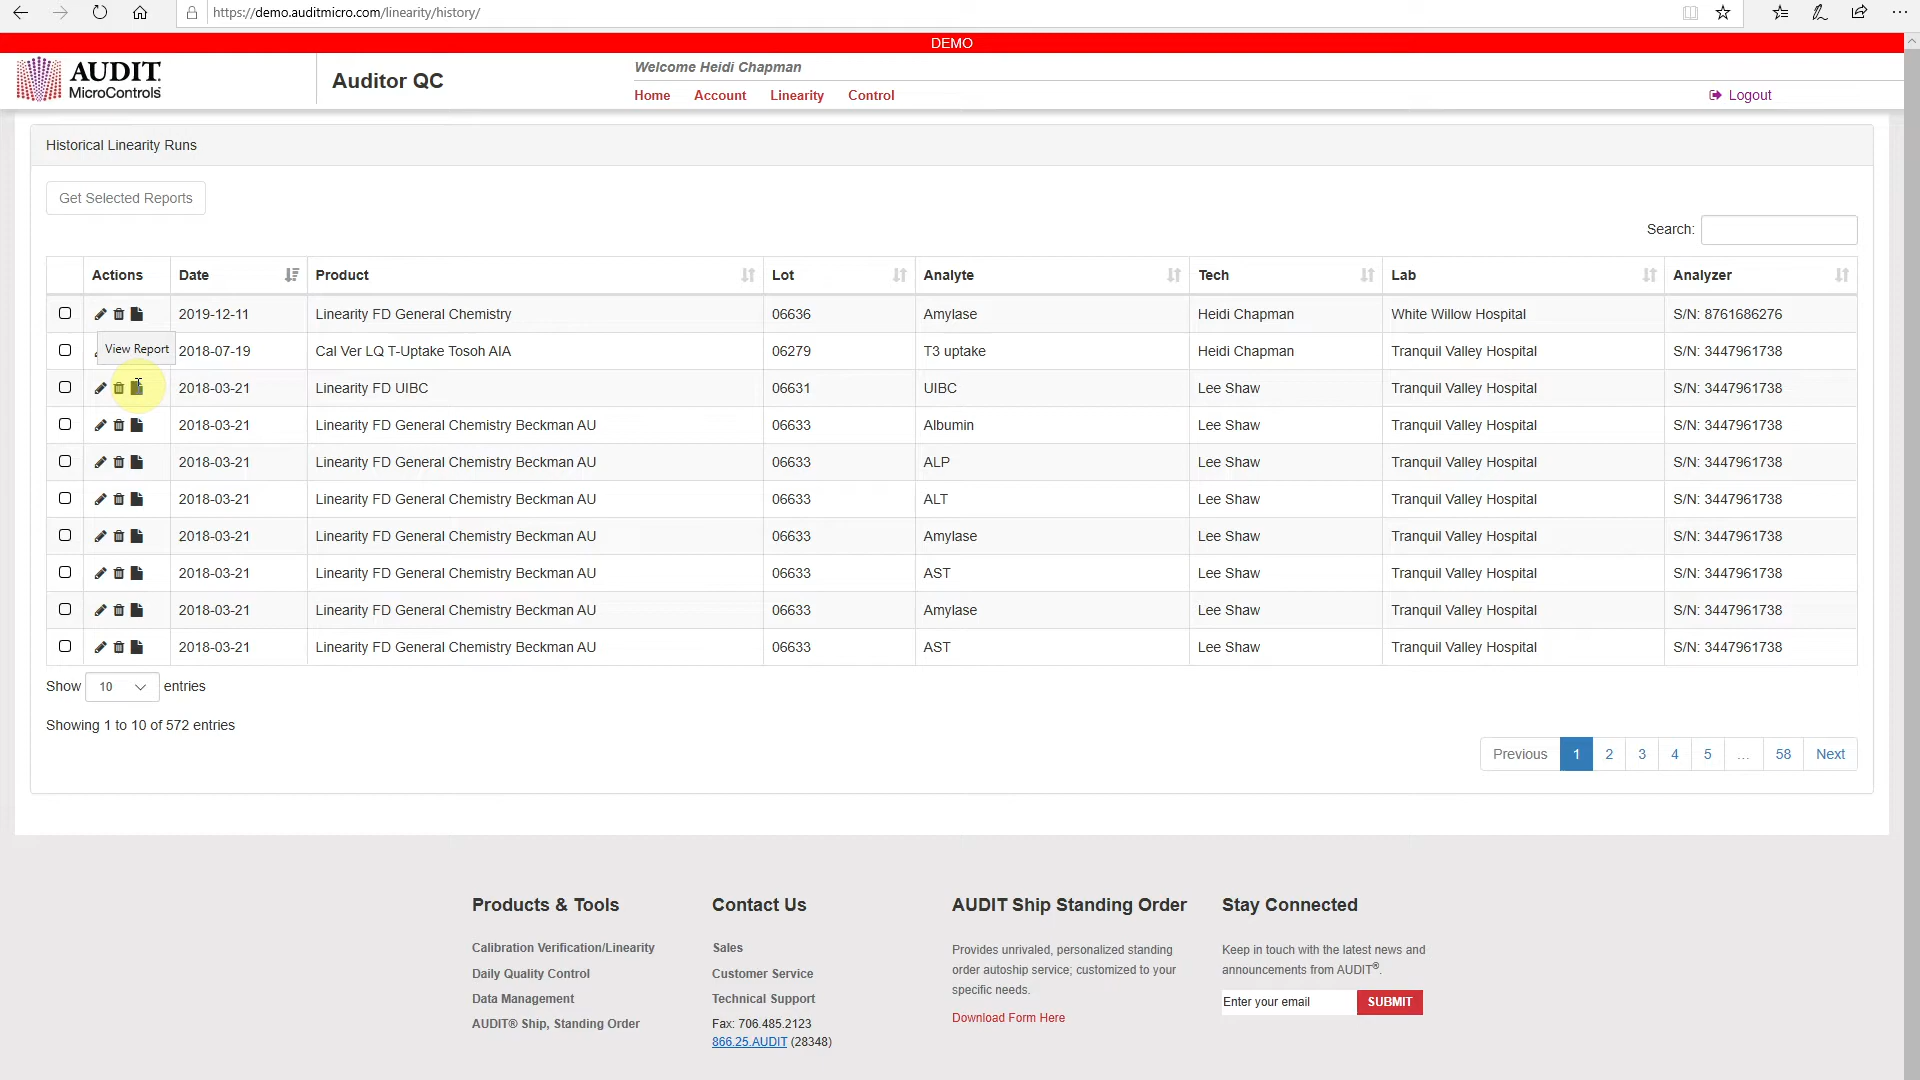 https://demo.auditmicro.com/linearity/history/
DEMO
AUDIT
MicroControls
Auditor QC
Welcome Heidi Chapman
Home Account Linearity Control
Logout
Historical Linearity Runs
Get Selected Reports
Search:
Actions Date Product Lot Analyte Tech Lab Analyzer
2019-12-11 Linearity FD General Chemistry 06636 Amylase Heidi Chapman White Willow Hospital S/N: 8761686276
View Report
2018-07-19 Cal Ver LQ T-Uptake Tosoh AIA 06279 T3 uptake Heidi Chapman Tranquil Valley Hospital S/N: 3447961738
2018-03-21 Linearity FD UIBC 06631 UIBC Lee Shaw Tranquil Valley Hospital S/N: 3447961738
2018-03-21 Linearity FD General Chemistry Beckman AU 06633 Albumin Lee Shaw Tranquil Valley Hospital S/N: 3447961738
2018-03-21 Linearity FD General Chemistry Beckman AU 06633 ALP Lee Shaw Tranquil Valley Hospital S/N: 3447961738
2018-03-21 Linearity FD General Chemistry Beckman AU 06633 ALT Lee Shaw Tranquil Valley Hospital S/N: 3447961738
2018-03-21 Linearity FD General Chemistry Beckman AU 06633 Amylase Lee Shaw Tranquil Valley Hospital S/N: 3447961738
2018-03-21 Linearity FD General Chemistry Beckman AU 06633 AST Lee Shaw Tranquil Valley Hospital S/N: 3447961738
2018-03-21 Linearity FD General Chemistry Beckman AU 06633 Amylase Lee Shaw Tranquil Valley Hospital S/N: 3447961738
2018-03-21 Linearity FD General Chemistry Beckman AU 06633 AST Lee Shaw Tranquil Valley Hospital S/N: 3447961738
Show 10 entries
Showing 1 to 10 of 572 entries
Previous 1 2 3 4 5 … 58 Next
Products & Tools
Calibration Verification/Linearity
Daily Quality Control
Data Management
AUDIT® Ship, Standing Order
Contact Us
Sales
Customer Service
Technical Support
Fax: 706.485.2123
866.25.AUDIT (28348)
AUDIT Ship Standing Order
Provides unrivaled, personalized standing
order autoship service; customized to your
specific needs.
Download Form Here
Stay Connected
Keep in touch with the latest news and
announcements from AUDIT®.
Enter your email SUBMIT